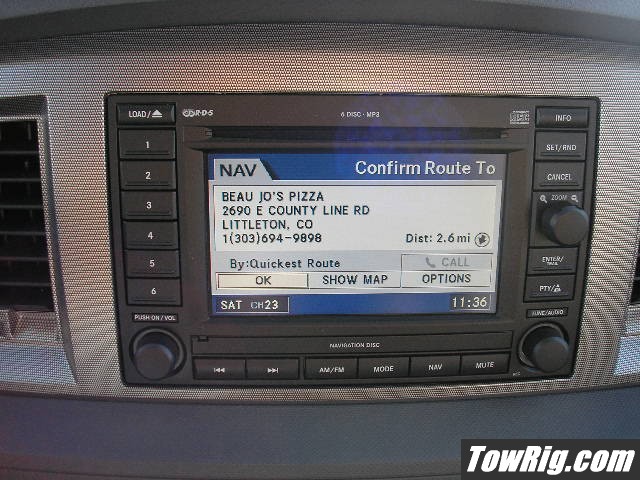 LOAD/⏏ R·D·S 6 DISC · MP3 INFO
1 SET/RND
2 CANCEL
3 ZOOM
4
5 ENTER/
6 PTY/
NAV Confirm Route To
BEAU JO'S PIZZA
2690 E COUNTY LINE RD
LITTLETON, CO
1(303)694-9898 Dist: 2.6mi
By:Quickest Route CALL
OK SHOW MAP OPTIONS
SAT CH23 11:36
PUSH ON/VOL TUNE/AUDIO
NAVIGATION DISC
AM/FM MODE NAV MUTE
TowRig.com